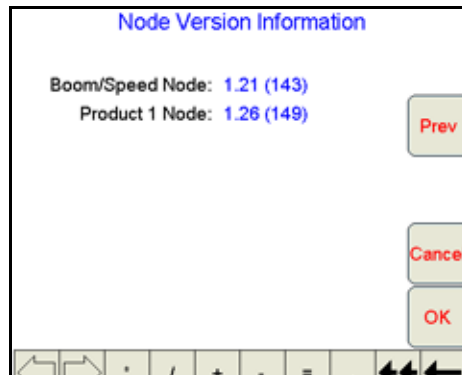 Node Version Information
Boom/Speed Node: 1.21 (143)
Product 1 Node: 1.26 (149)
Prev
Cance
OK